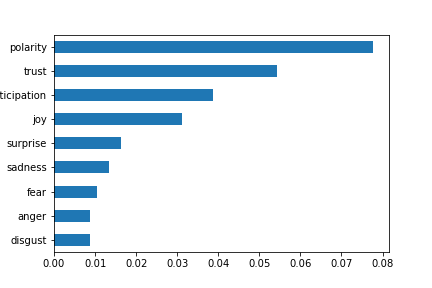 polarity
trust
ticipation
joy
surprise
sadness
fear
anger
disgust
0.00 0.01 0.02 0.03 0.04 0.05 0.06 0.07 0.08